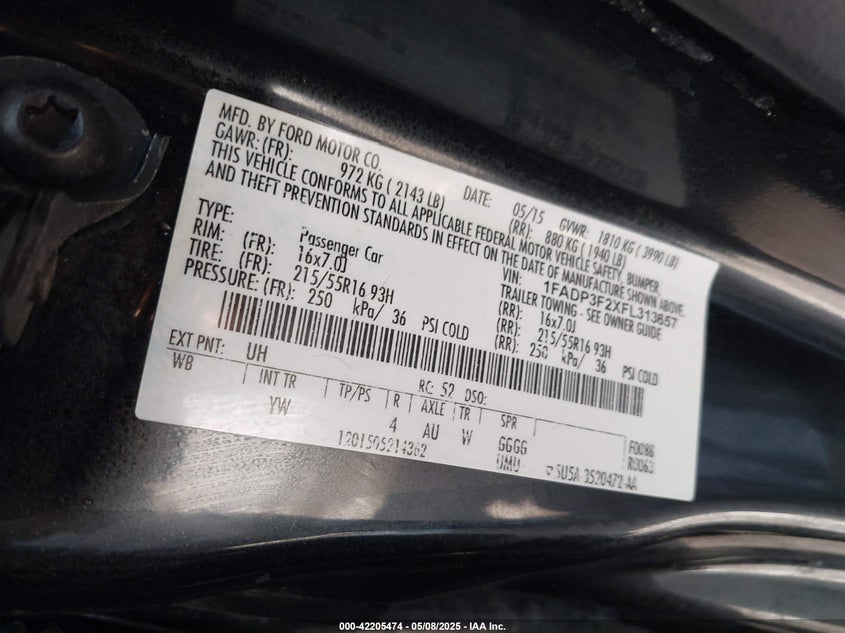 MFD. BY FORD MOTOR CO.
DATE: 05/15 GVWR: 1810 KG ( 3990 LB)
GAWR: (FR): 972 KG ( 2143 LB) (RR): 880 KG ( 1940 LB)
THIS VEHICLE CONFORMS TO ALL APPLICABLE FEDERAL MOTOR VEHICLE SAFETY, BUMPER,
AND THEFT PREVENTION STANDARDS IN EFFECT ON THE DATE OF MANUFACTURE SHOWN ABOVE.
VIN: 1FADP3F2XFL313657
TYPE: Passenger Car TRAILER TOWING - SEE OWNER GUIDE
RIM: (FR): 16x7.0J (RR): 16x7.0J
TIRE: (FR): 215/55R16 93H (RR): 215/55R16 93H
PRESSURE: (FR): 250 kPa/ 36 PSI COLD (RR): 250 kPa/ 36 PSI COLD
EXT PNT: UH RC: 52 DSO:
WB INT TR TP/PS R AXLE TR SPR
YW 4 AU W GGGG F0086
1201505214362 UMU R0063
5U5A 3520472-AA
000-42205474 — 05/08/2025 — IAA Inc.